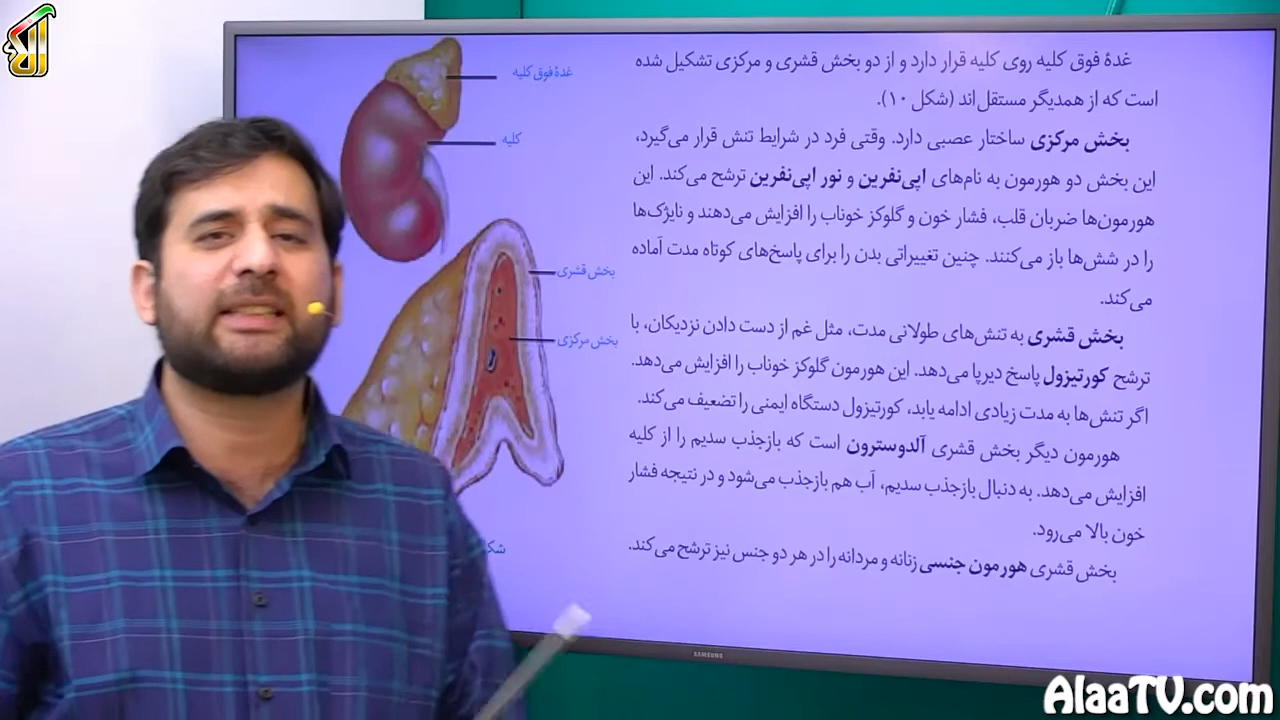 غدهٔ فوق کلیه روی کلیه قرار دارد و از دو بخش قشری و مرکزی تشکیل شده
است که از همدیگر مستقل‌اند (شکل ۱۰).
بخش مرکزی ساختار عصبی دارد. وقتی فرد در شرایط تنش قرار می‌گیرد،
این بخش دو هورمون به نام‌های اپی‌نفرین و نور اپی‌نفرین ترشح می‌کند. این
هورمون‌ها ضربان قلب، فشار خون و گلوکز خوناب را افزایش می‌دهند و نایژک‌ها
را در شش‌ها باز می‌کنند. چنین تغییراتی بدن را برای پاسخ‌های کوتاه مدت آماده
می‌کند.
بخش قشری به تنش‌های طولانی مدت، مثل غم از دست دادن نزدیکان، با
ترشح کورتیزول پاسخ دیرپا می‌دهد. این هورمون گلوکز خوناب را افزایش می‌دهد.
اگر تنش‌ها به مدت زیادی ادامه یابد، کورتیزول دستگاه ایمنی را تضعیف می‌کند.
هورمون دیگر بخش قشری آلدوسترون است که بازجذب سدیم را از کلیه
افزایش می‌دهد. به دنبال بازجذب سدیم، آب هم بازجذب می‌شود و در نتیجه فشار
خون بالا می‌رود.
بخش قشری هورمون جنسی زنانه و مردانه را در هر دو جنس نیز ترشح می‌کند.
غدهٔ فوق کلیه
کلیه
بخش قشری
بخش مرکزی
SAMSUNG
AlaaTV.com